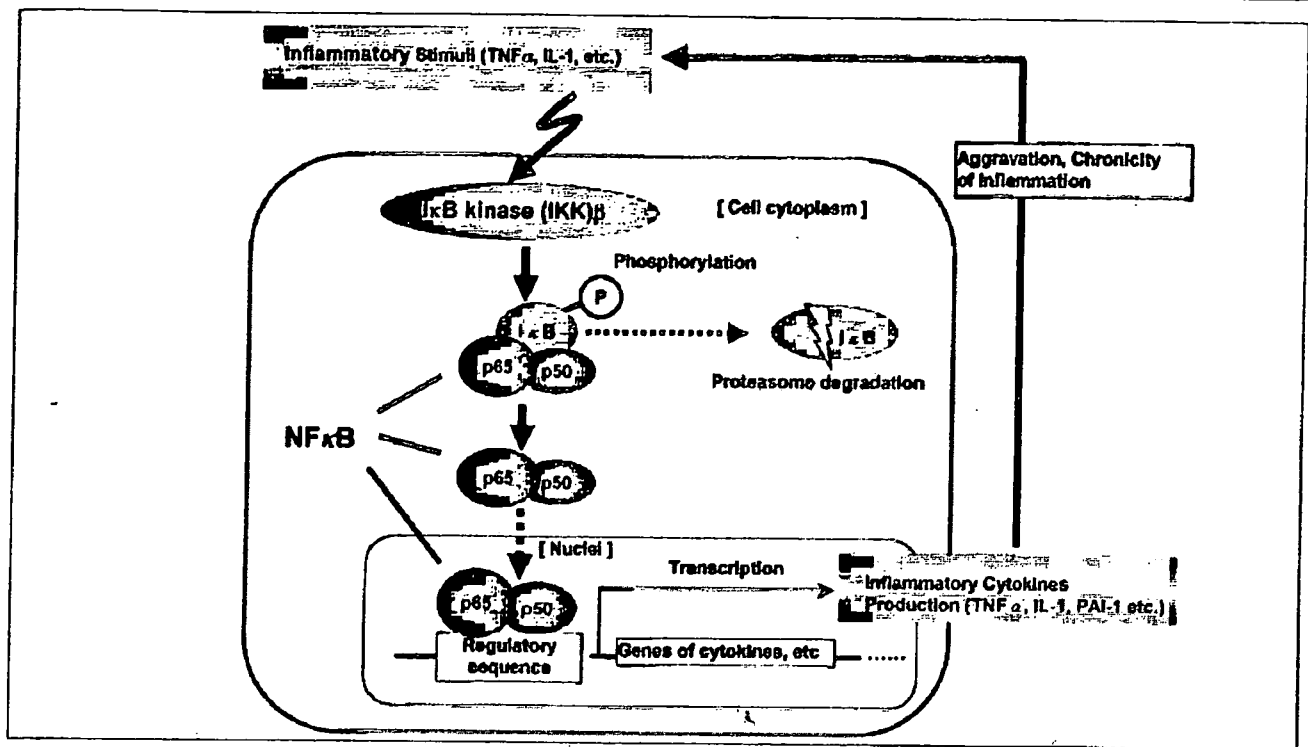 Inflammatory Stimuli (TNFα, IL-1, etc.)
Aggravation, Chronicity
of Inflammation
IκB kinase (IKK)β
[ Cell cytoplasm ]
Phosphorylation
P
IκB
IκB
p65
p50
Proteasome degradation
NFκB
p65
p50
[ Nuclei ]
Transcription
Inflammatory Cytokines
Production (TNF α, IL-1, PAI-1 etc.)
p65
p50
Regulatory
sequence
Genes of cytokines, etc